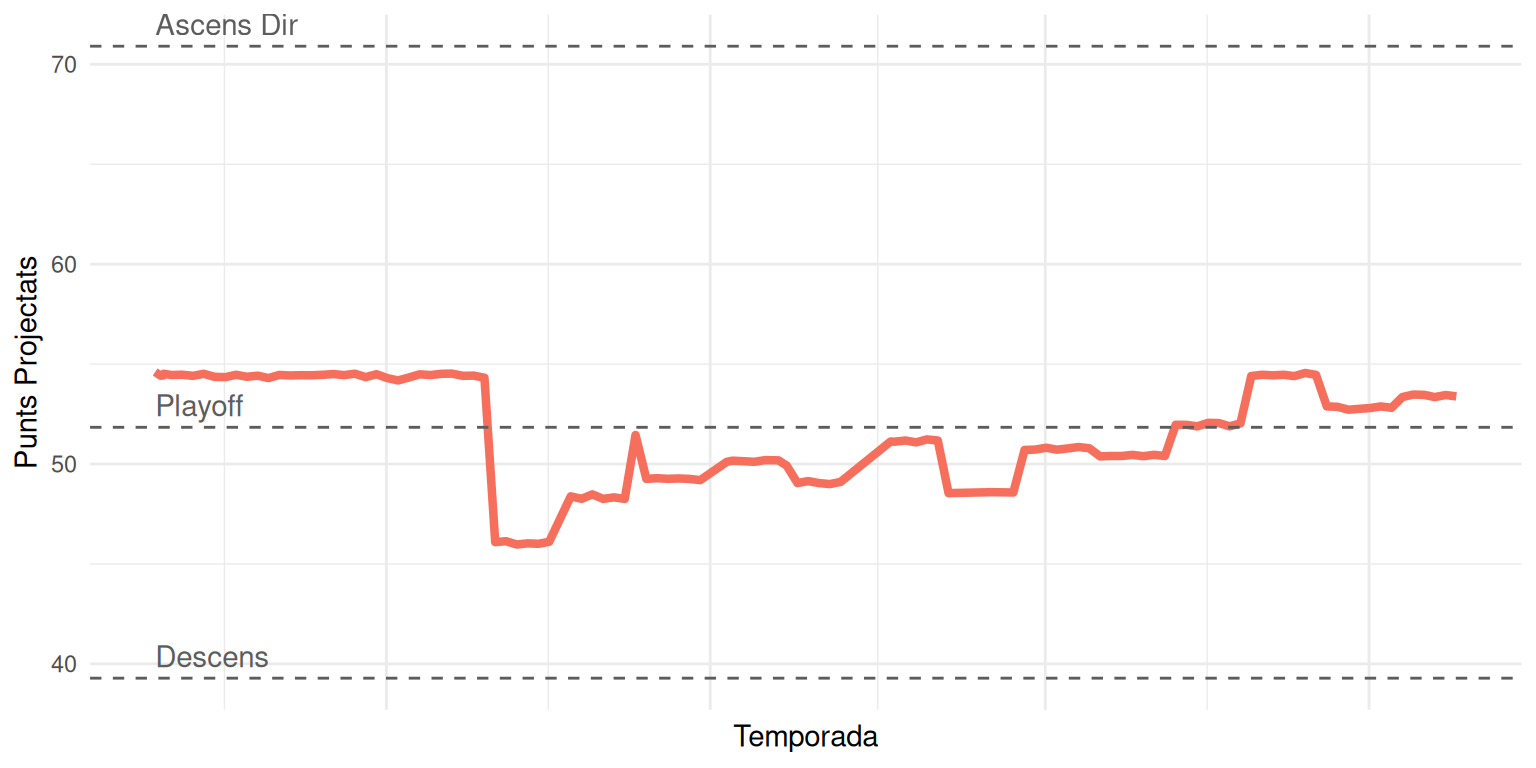 Ascens Dir
70
60
Punts Projectats
Playoff
50
Descens
40
Temporada